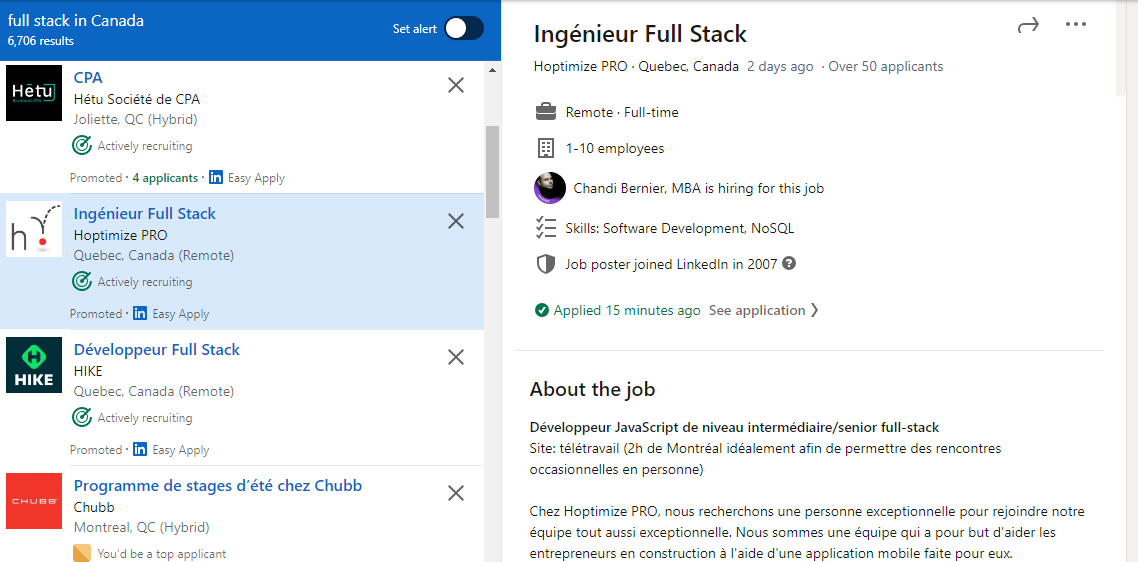 full stack in Canada
6,706 results
Set alert
Hētu
CPA
Hétu Société de CPA
Joliette, QC (Hybrid)
Actively recruiting
Promoted · 4 applicants · in Easy Apply
h
Ingénieur Full Stack
Hoptimize PRO
Quebec, Canada (Remote)
Actively recruiting
Promoted · in Easy Apply
HIKE
Développeur Full Stack
HIKE
Quebec, Canada (Remote)
Actively recruiting
Promoted · in Easy Apply
CHUBB
Programme de stages d'été chez Chubb
Chubb
Montreal, QC (Hybrid)
You'd be a top applicant
Ingénieur Full Stack
Hoptimize PRO · Quebec, Canada 2 days ago · Over 50 applicants
Remote · Full-time
1-10 employees
Chandi Bernier, MBA is hiring for this job
Skills: Software Development, NoSQL
Job poster joined LinkedIn in 2007 ?
Applied 15 minutes ago See application
About the job
Développeur JavaScript de niveau intermédiaire/senior full-stack
Site: télétravail (2h de Montréal idéalement afin de permettre des rencontres
occasionnelles en personne)
Chez Hoptimize PRO, nous recherchons une personne exceptionnelle pour rejoindre notre
équipe tout aussi exceptionnelle. Nous sommes une équipe qui a pour but d'aider les
entrepreneurs en construction à l'aide d'une application mobile faite pour eux.